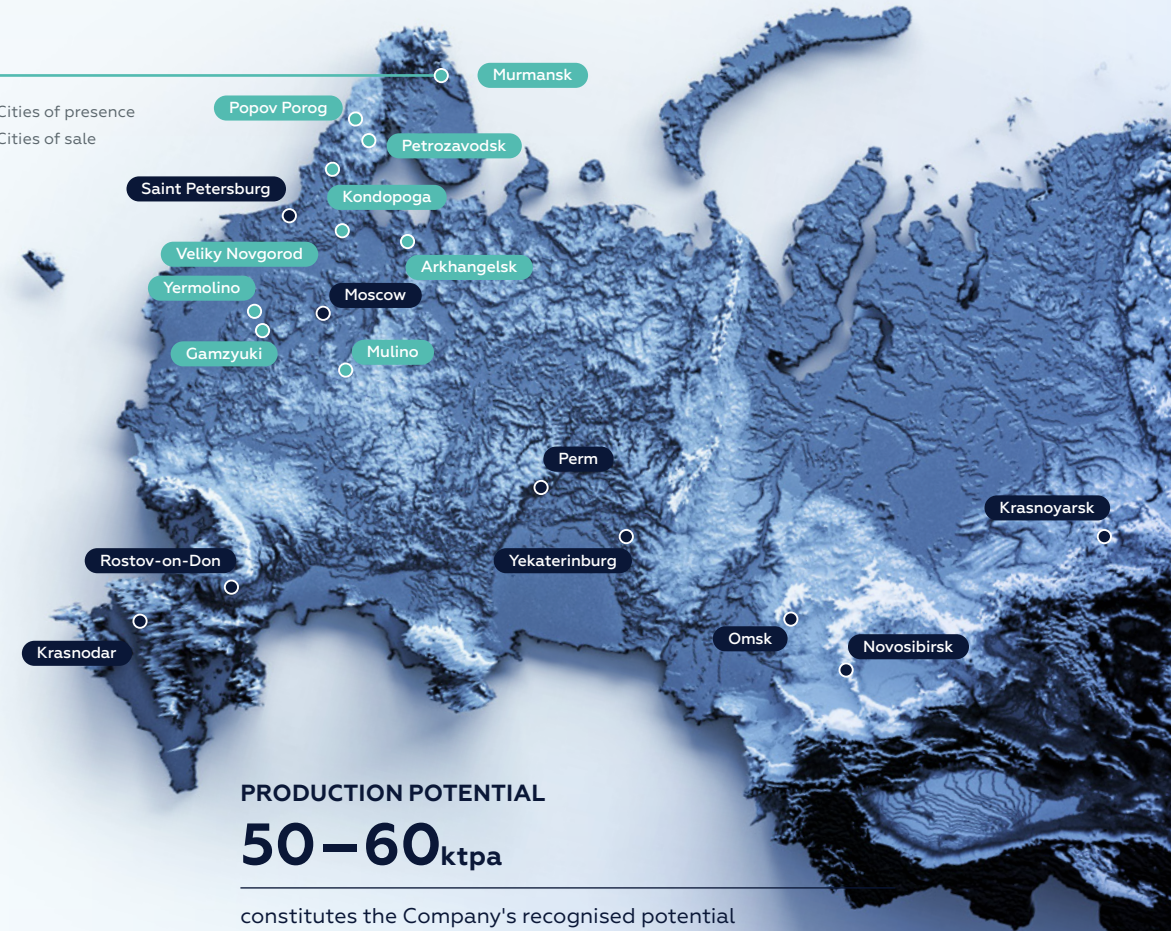 Murmansk
Popov Porog
Cities of presence
Cities of sale
Petrozavodsk
Saint Petersburg
Kondopoga
Veliky Novgorod
Arkhangelsk
Yermolino
Moscow
Gamzyuki
Mulino
Perm
Krasnoyarsk
Rostov-on-Don
Yekaterinburg
Omsk
Novosibirsk
Krasnodar
PRODUCTION POTENTIAL
50–60ktpa
constitutes the Company's recognised potential